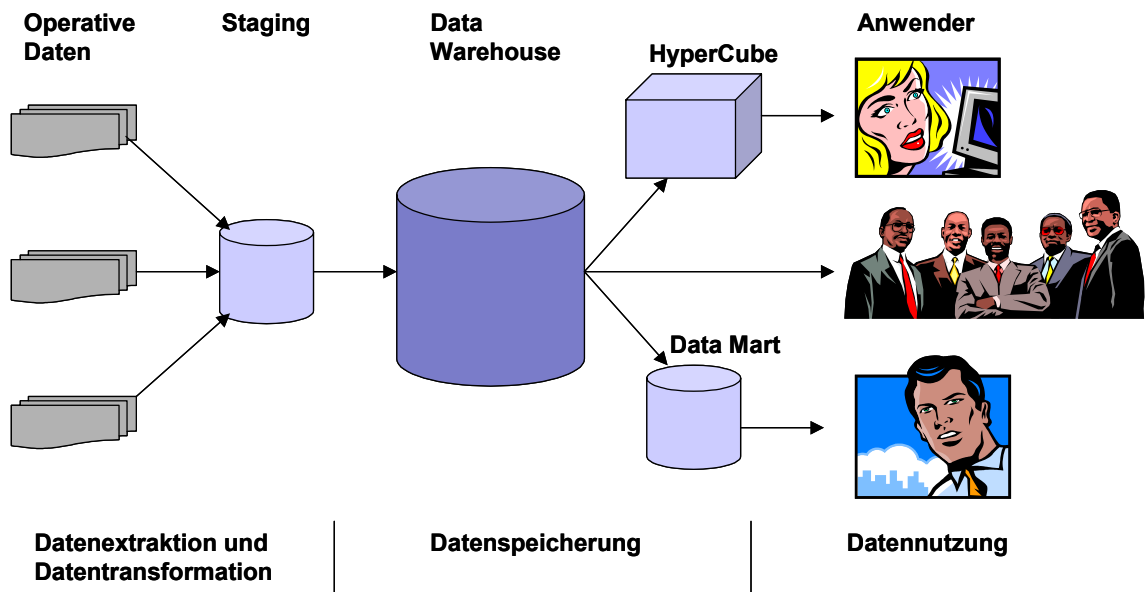 Operative
Daten
Staging
Data
Warehouse
HyperCube
Anwender
Data Mart
Datenextraktion und
Datentransformation
Datenspeicherung
Datennutzung